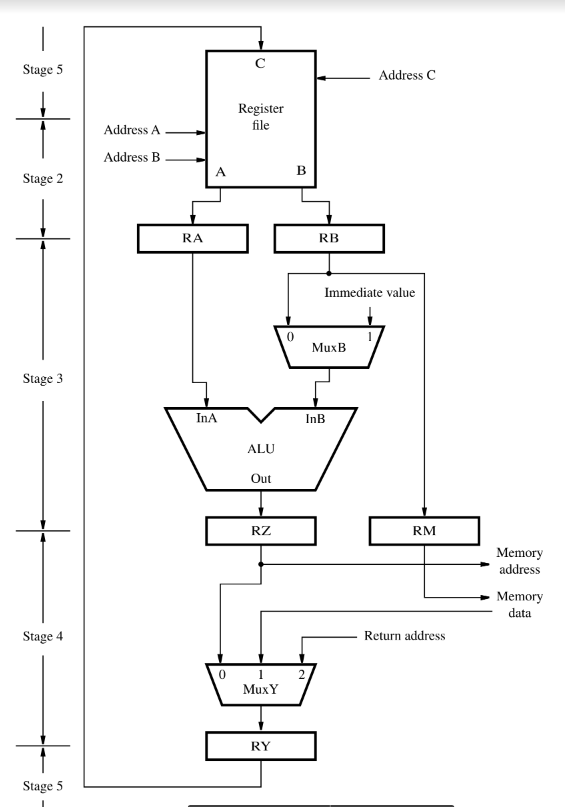 Stage 5
C
Address C
Register
file
Address A
Address B
A
B
Stage 2
RA
RB
Immediate value
0
1
MuxB
Stage 3
InA
InB
ALU
Out
RZ
RM
Memory
address
Memory
data
Stage 4
Return address
0
1
2
MuxY
RY
Stage 5